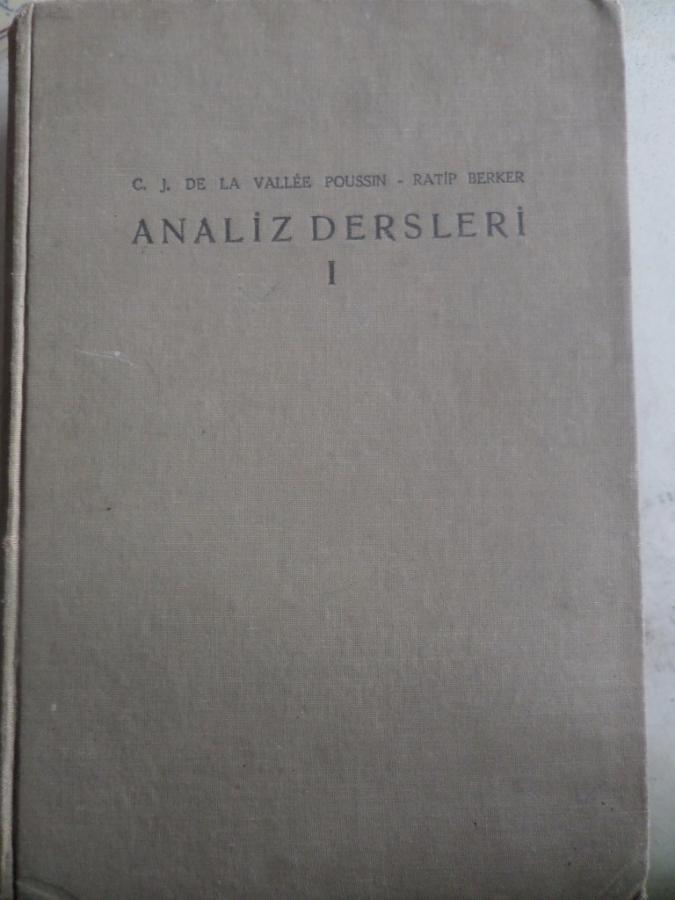 C. J. DE LA VALLÉE POUSSIN - RATİP BERKER
ANALİZ DERSLERİ
I